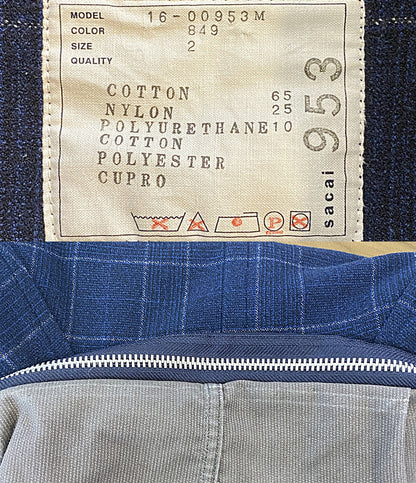 MODEL 16-00953M
COLOR 849
SIZE 2
QUALITY
COTTON 65
NYLON 25
POLYURETHANE 10
COTTON
POLYESTER
CUPRO
sacai 953
P